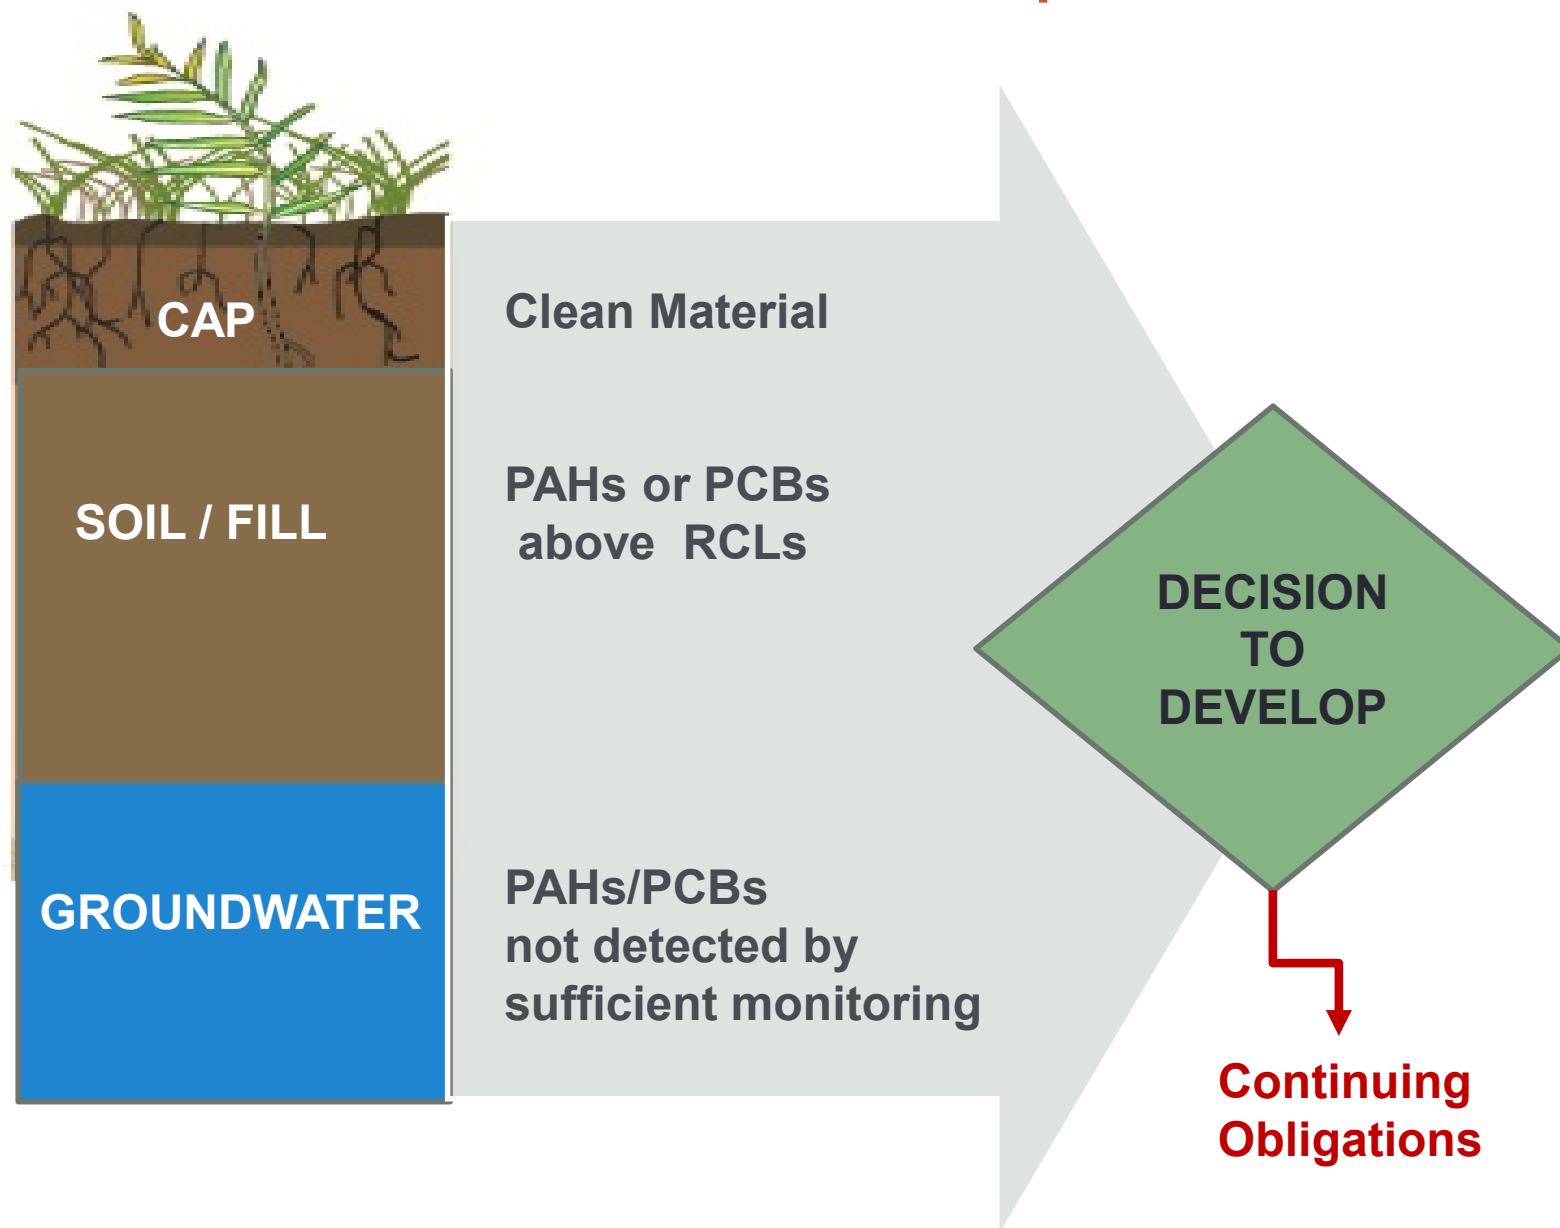 CAP
Clean Material
SOIL / FILL
PAHs or PCBs
above RCLs
GROUNDWATER
PAHs/PCBs
not detected by
sufficient monitoring
DECISION
TO
DEVELOP
Continuing
Obligations